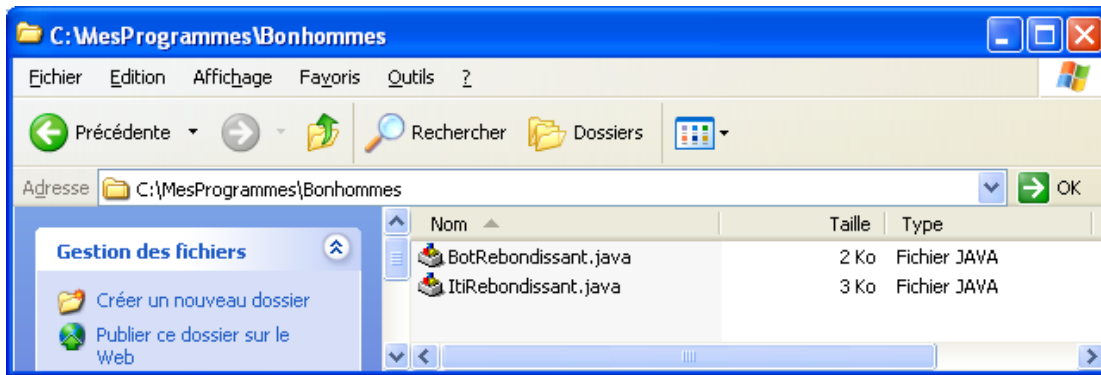 C:\MesProgrammes\Bonhommes
Fichier Edition Affichage Favoris Outils ?
Précédente Rechercher Dossiers
Adresse C:\MesProgrammes\Bonhommes OK
Nom Taille Type
Gestion des fichiers
BotRebondissant.java 2 Ko Fichier JAVA
ItiRebondissant.java 3 Ko Fichier JAVA
Créer un nouveau dossier
Publier ce dossier sur le
Web